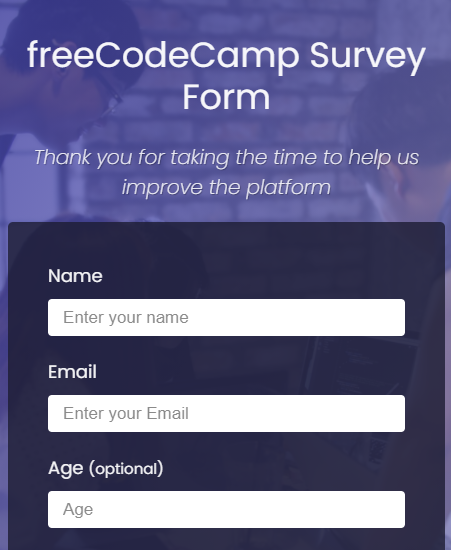 freeCodeCamp Survey
Form
Thank you for taking the time to help us
improve the platform
Name
Enter your name
Email
Enter your Email
Age (optional)
Age